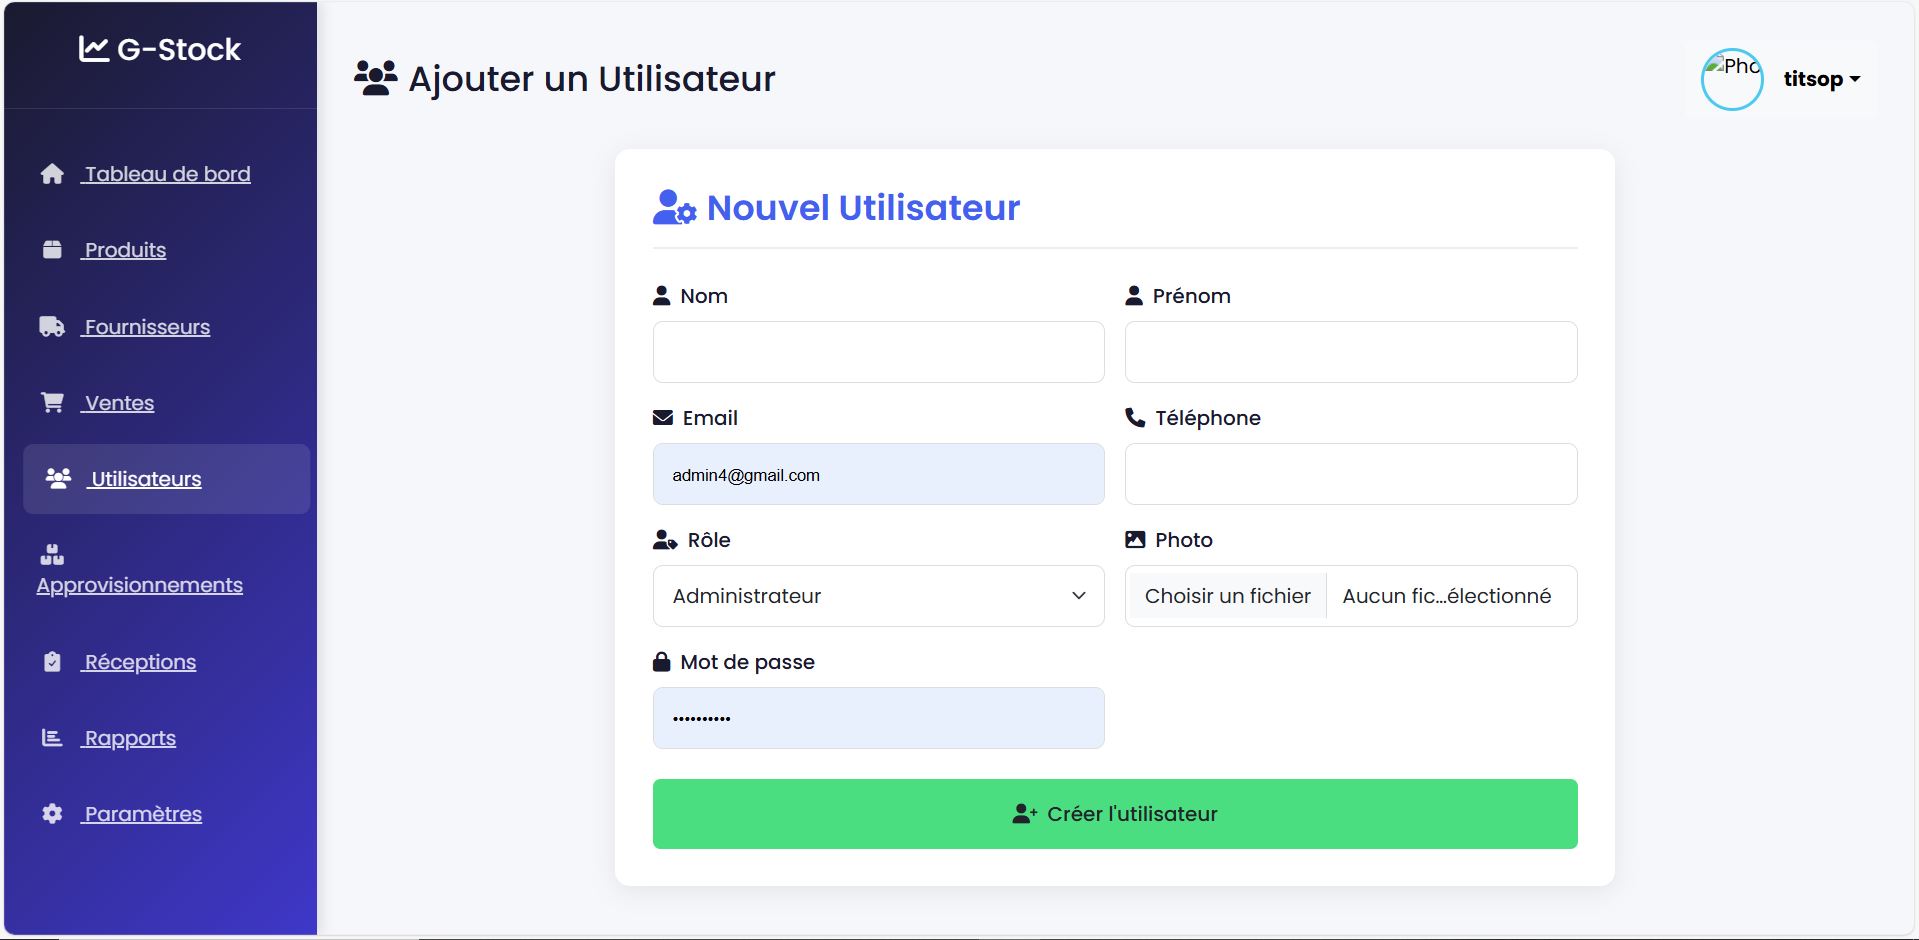 G-Stock
Tableau de bord
Produits
Fournisseurs
Ventes
Utilisateurs
Approvisionnements
Réceptions
Rapports
Paramètres
Ajouter un Utilisateur
Pho
titsop
Nouvel Utilisateur
Nom
Prénom
Email
Téléphone
admin4@gmail.com
Rôle
Photo
Administrateur
Choisir un fichier
Aucun fic...électionné
Mot de passe
••••••••••
Créer l'utilisateur